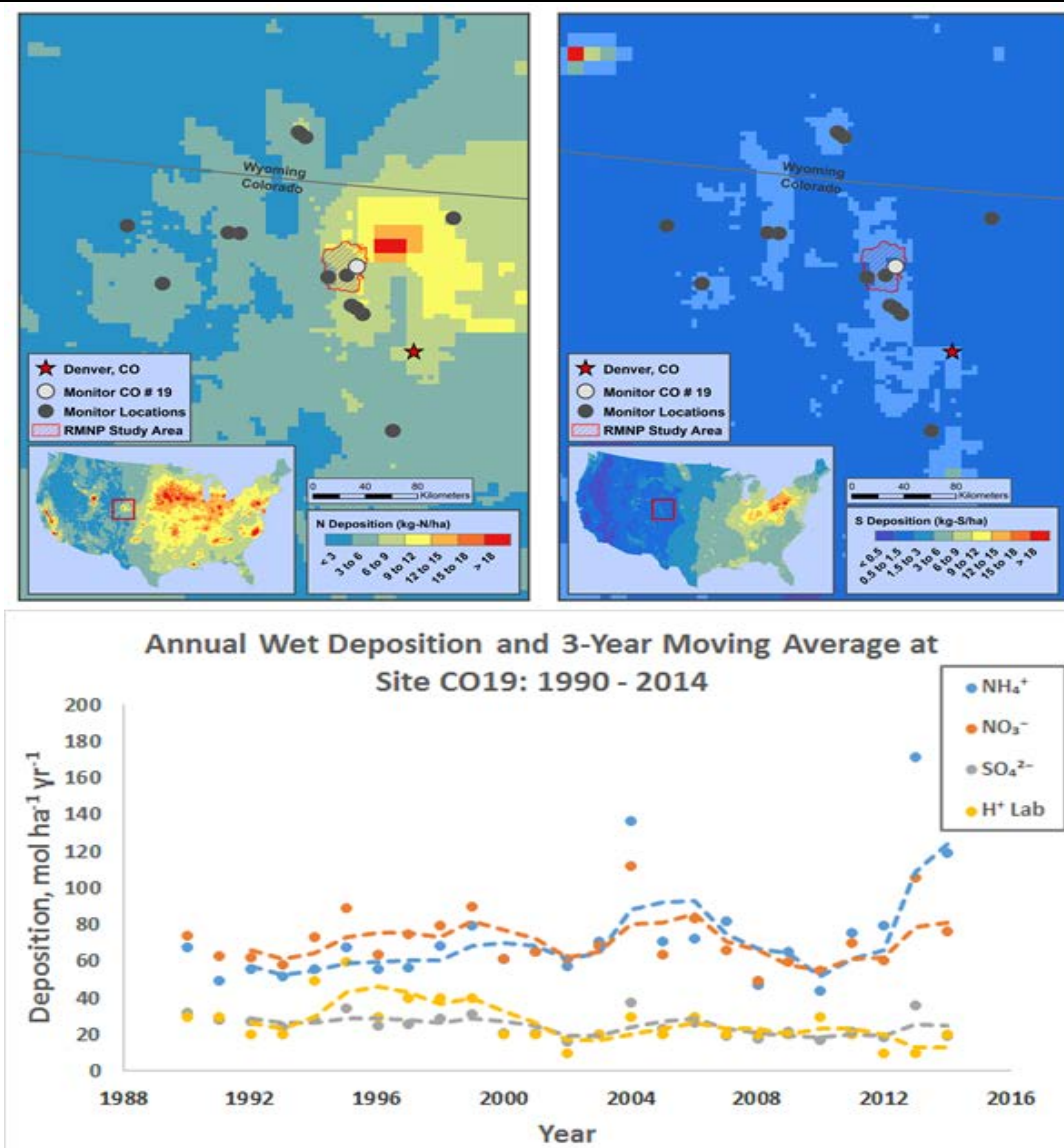 Wyoming
Colorado
Denver, CO
Monitor CO # 19
Monitor Locations
RMNP Study Area
0 40 80
Kilometers
N Deposition (kg-N/ha)
< 3
3 to 6
6 to 9
9 to 12
12 to 15
15 to 18
> 18
Wyoming
Colorado
Denver, CO
Monitor CO # 19
Monitor Locations
RMNP Study Area
0 40 80
Kilometers
S Deposition (kg-S/ha)
< 0.5
0.5 to 1.5
1.5 to 3
3 to 6
6 to 9
9 to 12
12 to 15
15 to 18
> 18
Annual Wet Deposition and 3-Year Moving Average at
Site CO19: 1990 - 2014
NH₄⁺
NO₃⁻
SO₄²⁻
H⁺ Lab
Deposition, mol ha⁻¹ yr⁻¹
200
180
160
140
120
100
80
60
40
20
0
1988 1992 1996 2000 2004 2008 2012 2016
Year